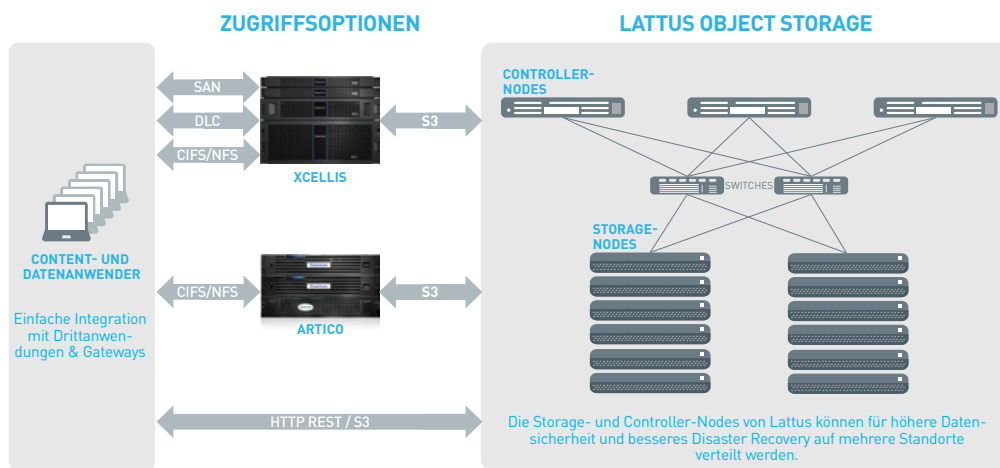 ZUGRIFFSOPTIONEN
LATTUS OBJECT STORAGE
SAN
DLC
CIFS/NFS
S3
XCELLIS
CONTENT- UND
DATENANWENDER
Einfache Integration
mit Drittanwen-
dungen & Gateways
CIFS/NFS
S3
ARTICO
HTTP REST / S3
CONTROLLER-
NODES
SWITCHES
STORAGE-
NODES
Die Storage- und Controller-Nodes von Lattus können für höhere Daten-
sicherheit und besseres Disaster Recovery auf mehrere Standorte
verteilt werden.